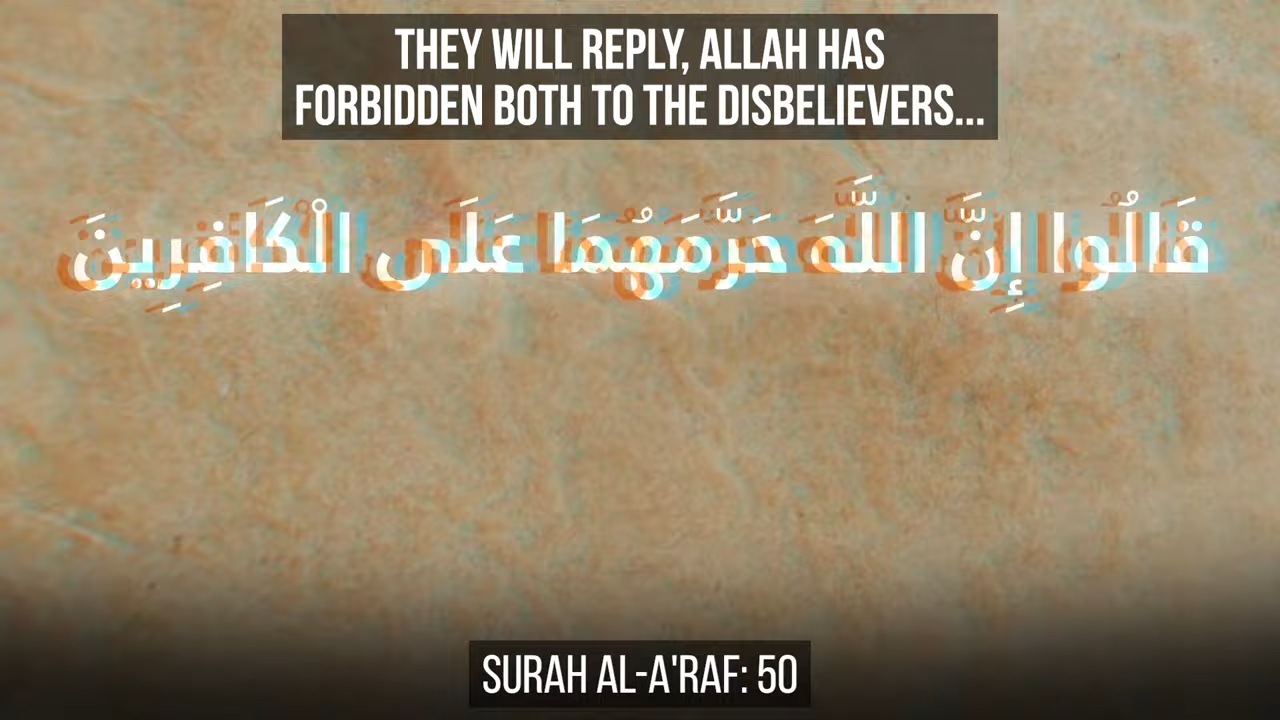 THEY WILL REPLY, ALLAH HAS
FORBIDDEN BOTH TO THE DISBELIEVERS...
قَالُوا إِنَّ اللَّهَ حَرَّمَهُمَا عَلَى الْكَافِرِينَ
SURAH AL-A'RAF: 50